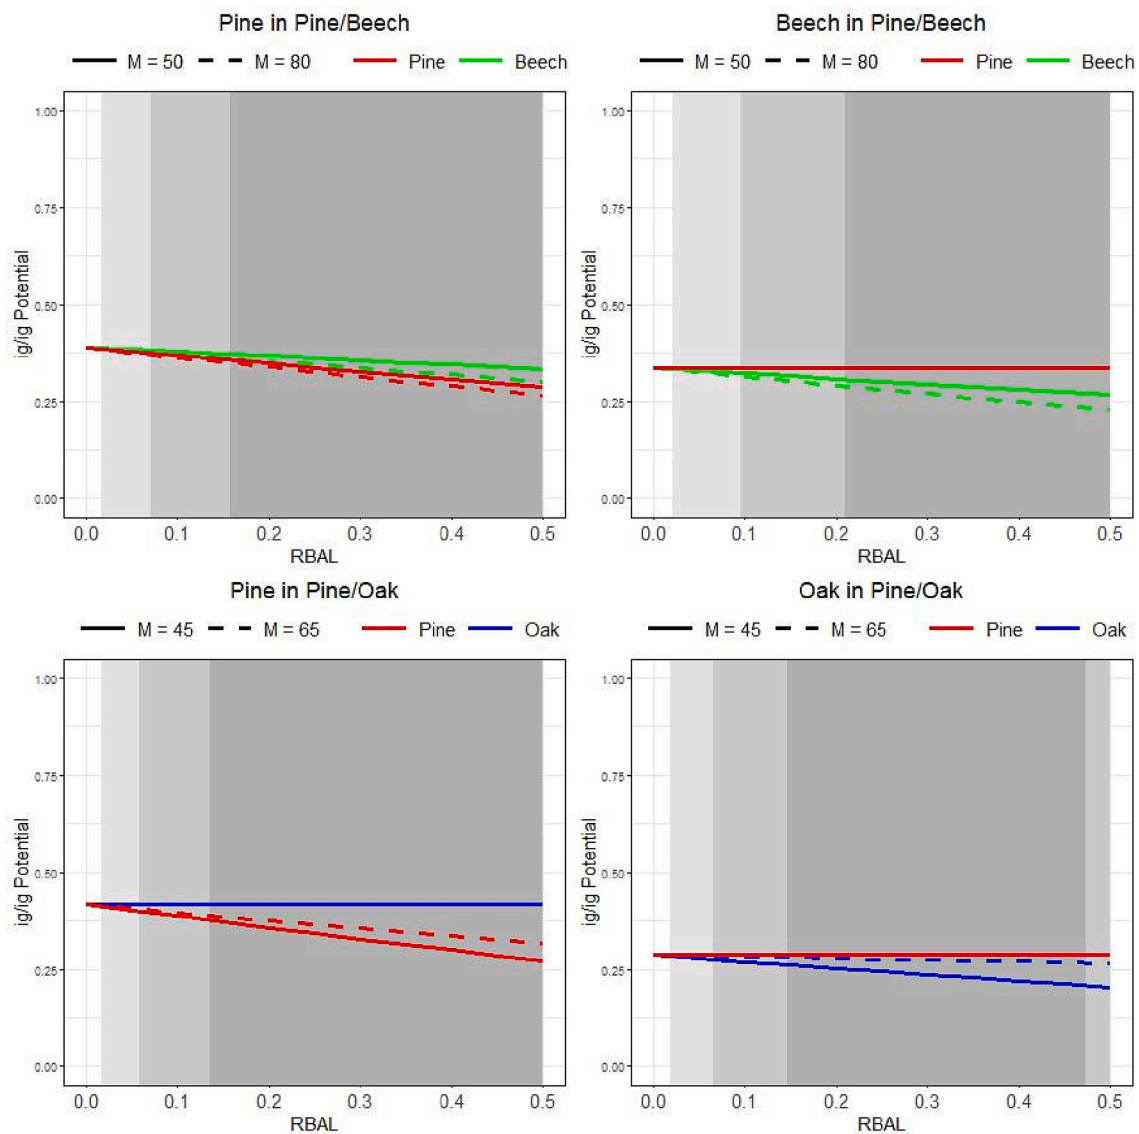 Pine in Pine/Beech
M = 50 M = 80 Pine Beech
1.00
0.75
0.50
0.25
0.00
ig/ig Potential
0.0 0.1 0.2 0.3 0.4 0.5
RBAL
Beech in Pine/Beech
M = 50 M = 80 Pine Beech
1.00
0.75
0.50
0.25
0.00
ig/ig Potential
0.0 0.1 0.2 0.3 0.4 0.5
RBAL
Pine in Pine/Oak
M = 45 M = 65 Pine Oak
1.00
0.75
0.50
0.25
0.00
ig/ig Potential
0.0 0.1 0.2 0.3 0.4 0.5
RBAL
Oak in Pine/Oak
M = 45 M = 65 Pine Oak
1.00
0.75
0.50
0.25
0.00
ig/ig Potential
0.0 0.1 0.2 0.3 0.4 0.5
RBAL